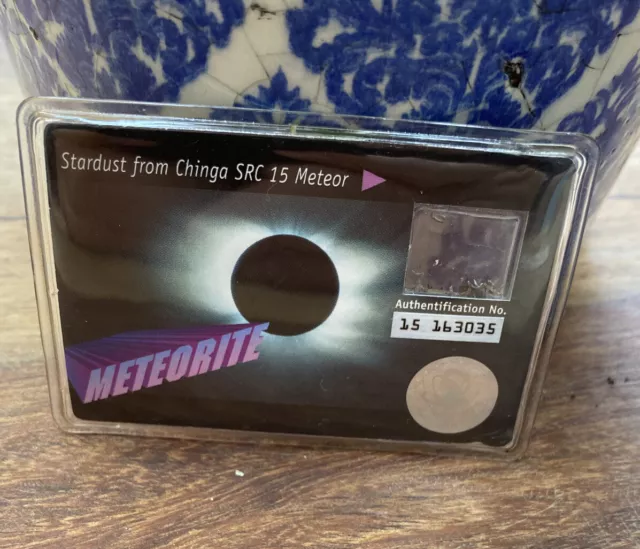 Stardust from Chinga SRC 15 Meteor
Authentification No.
15 163035
METEORITE